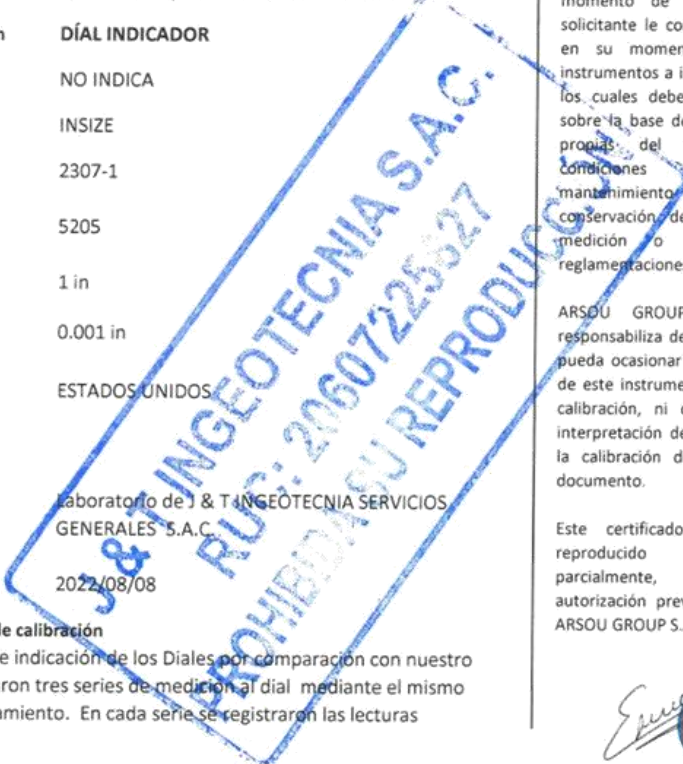 DÍAL INDICADOR
NO INDICA
INSIZE
2307-1
5205
1 in
0.001 in
ESTADOS UNIDOS
Laboratorio de J & T INGEOTECNIA SERVICIOS
GENERALES S.A.C.
2022/08/08
de calibración
e indicación de los Diales por comparación con nuestro
ron tres series de medición al dial mediante el mismo
amiento. En cada serie se registraron las lecturas
momento de
solicitante le co
en su momen
instrumentos a i
los cuales debe
sobre la base de
propias del
condiciones
mantenimiento
conservación de
medición o
reglamentacione
ARSOU GROUP
responsabiliza de
pueda ocasionar
de este instrume
calibración, ni d
interpretación de
la calibración d
documento.
Este certificado
reproducido
parcialmente,
autorización prev
ARSOU GROUP S.
J & T INGEOTECNIA S.A.C.
RUC: 20607225527
PROHIBIDA SU REPRODUCCIÓN